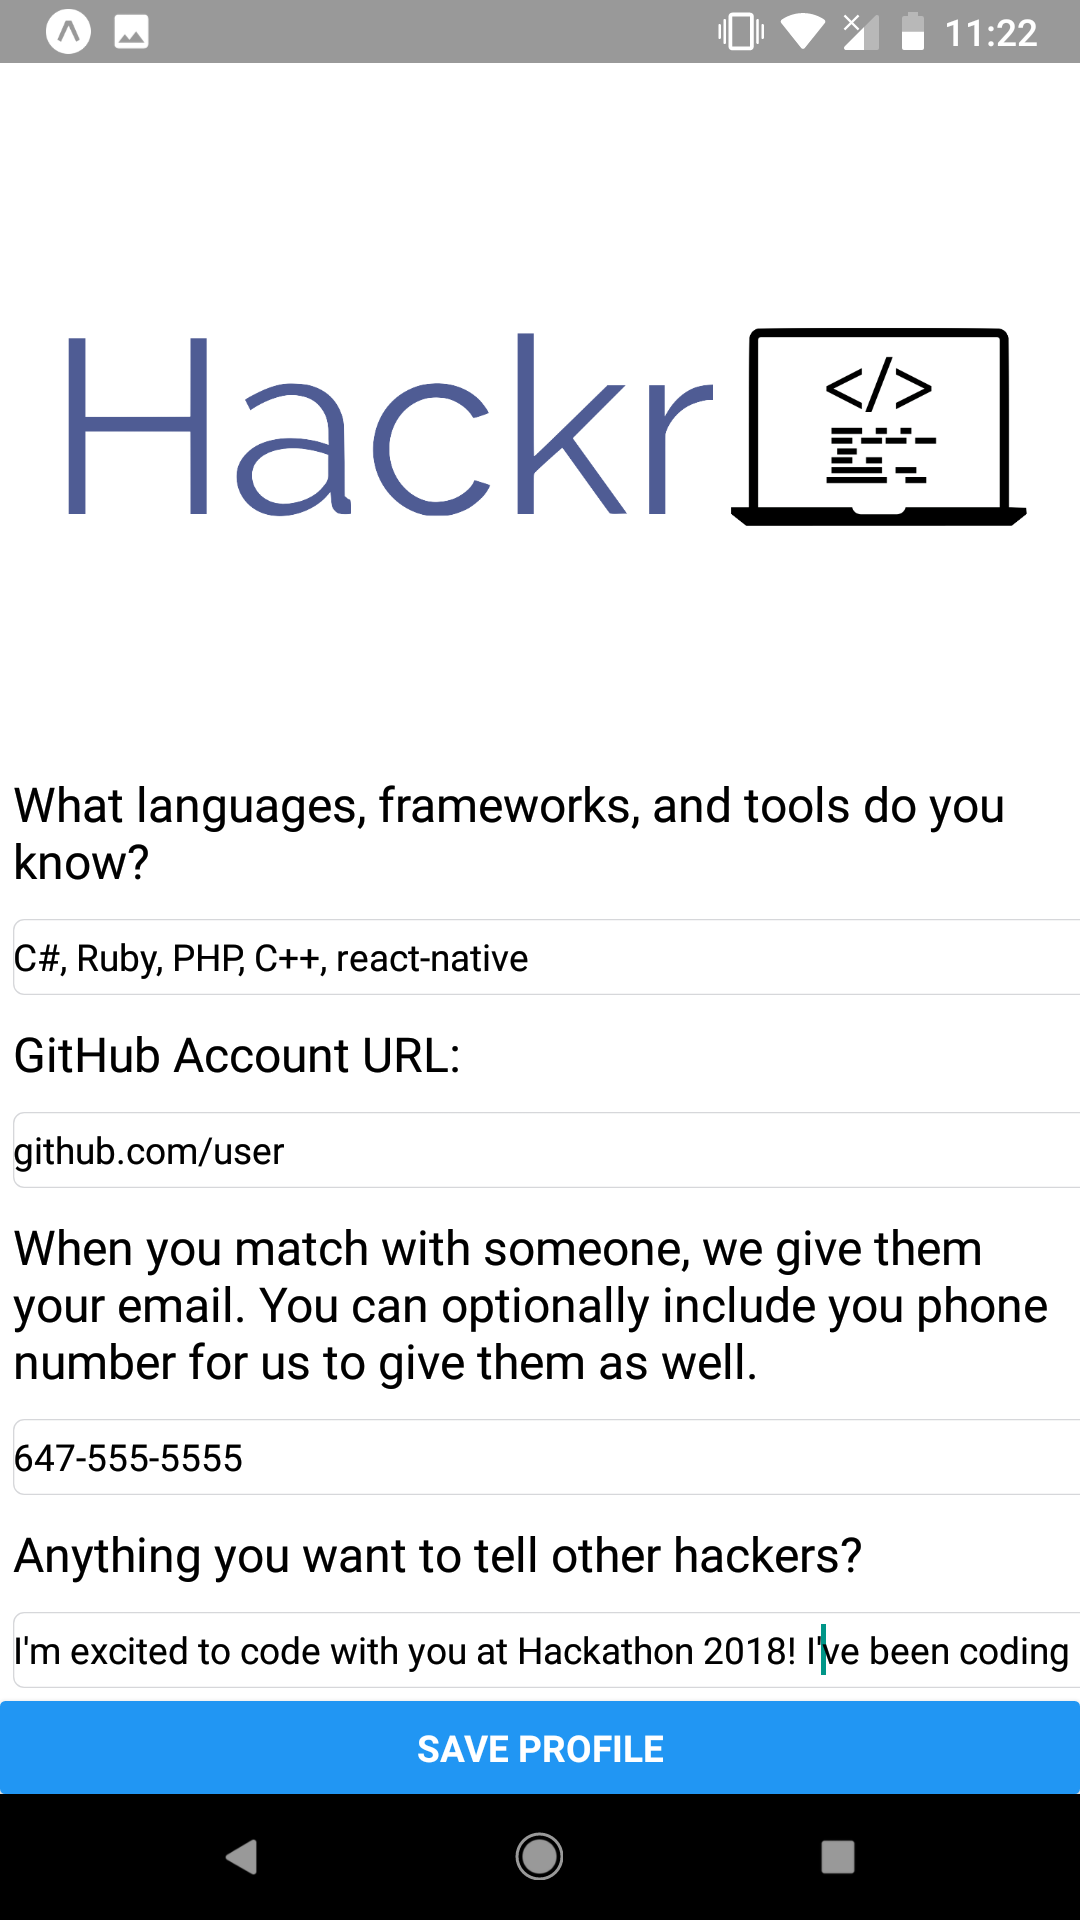 11:22
Hackr
</>
What languages, frameworks, and tools do you
know?
C#, Ruby, PHP, C++, react-native
GitHub Account URL:
github.com/user
When you match with someone, we give them
your email. You can optionally include you phone
number for us to give them as well.
647-555-5555
Anything you want to tell other hackers?
I'm excited to code with you at Hackathon 2018! I've been coding
SAVE PROFILE